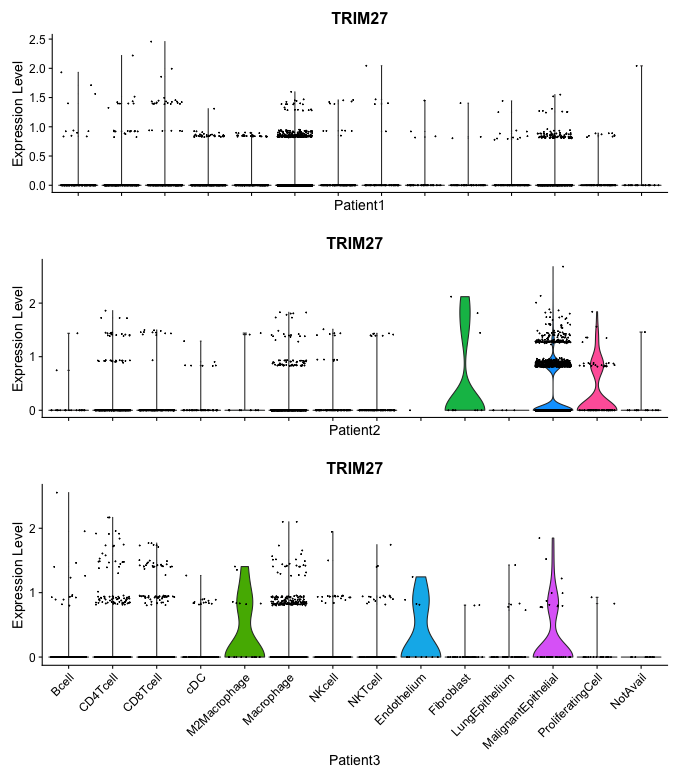 TRIM27
Expression Level
2.5
2.0
1.5
1.0
0.5
0.0
Patient1
TRIM27
Expression Level
2
1
0
Patient2
TRIM27
Expression Level
2
1
0
Bcell
CD4Tcell
CD8Tcell
cDC
M2Macrophage
Macrophage
NKcell
NKTcell
Endothelium
Fibroblast
LungEpithelium
MalignantEpithelial
ProliferatingCell
NotAvail
Patient3